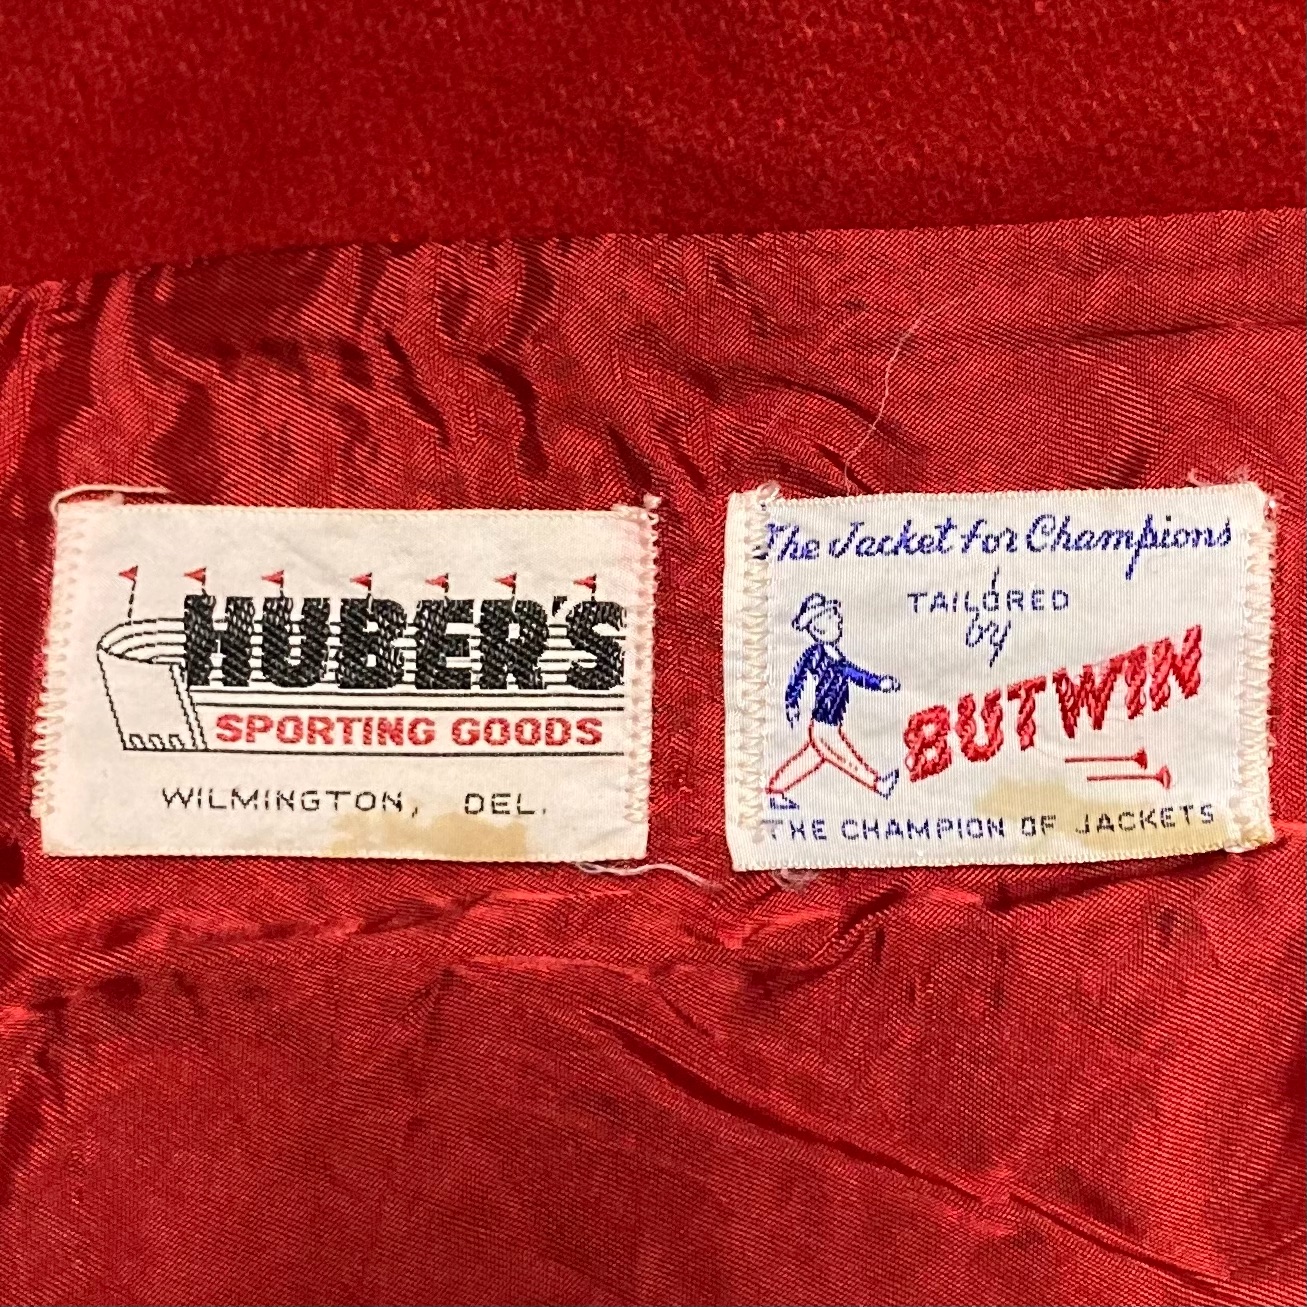 HUBER'S
SPORTING GOODS
WILMINGTON, DEL.
The Jacket for Champions
TAILORED
by
BUTWIN
THE CHAMPION OF JACKETS